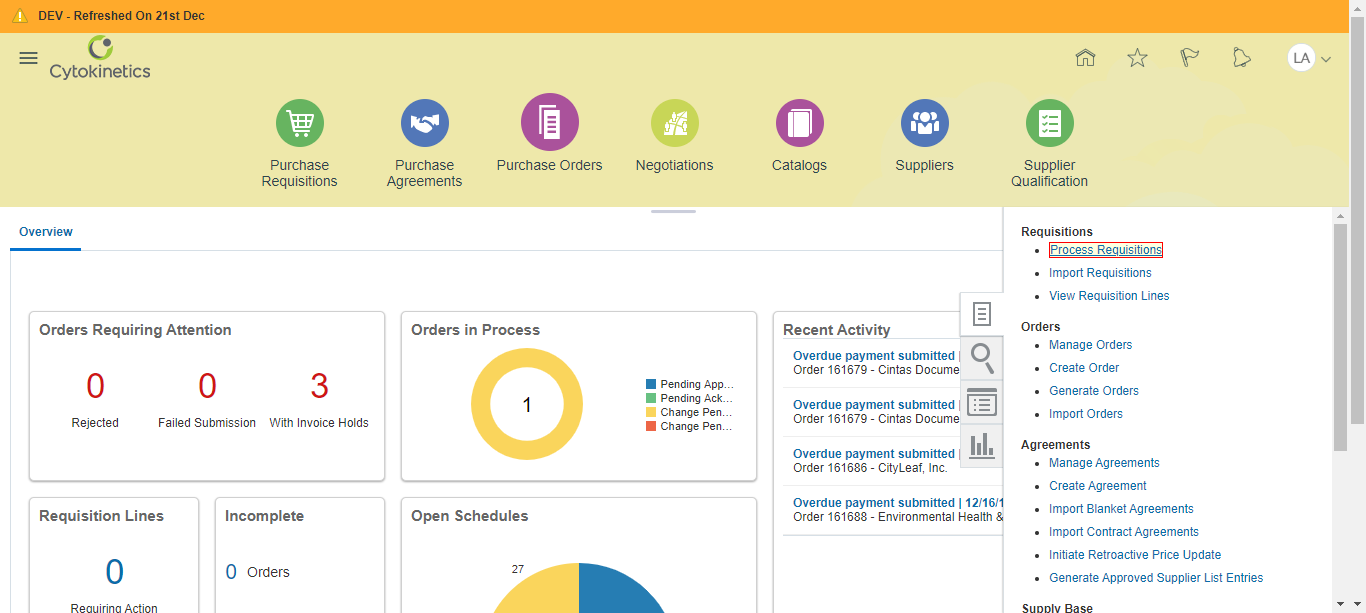 DEV - Refreshed On 21st Dec
Cytokinetics
LA
Purchase
Requisitions
Purchase
Agreements
Purchase Orders
Negotiations
Catalogs
Suppliers
Supplier
Qualification
Overview
Orders Requiring Attention
0
Rejected
0
Failed Submission
3
With Invoice Holds
Orders in Process
1
Pending App...
Pending Ack...
Change Pen...
Change Pen...
Recent Activity
Overdue payment submitted |
Order 161679 - Cintas Docume
Overdue payment submitted |
Order 161679 - Cintas Docume
Overdue payment submitted |
Order 161686 - CityLeaf, Inc.
Overdue payment submitted | 12/16/1
Order 161688 - Environmental Health &
Requisition Lines
0
Requiring Action
Incomplete
0 Orders
Open Schedules
27
Requisitions
Process Requisitions
Import Requisitions
View Requisition Lines
Orders
Manage Orders
Create Order
Generate Orders
Import Orders
Agreements
Manage Agreements
Create Agreement
Import Blanket Agreements
Import Contract Agreements
Initiate Retroactive Price Update
Generate Approved Supplier List Entries
Supply Base